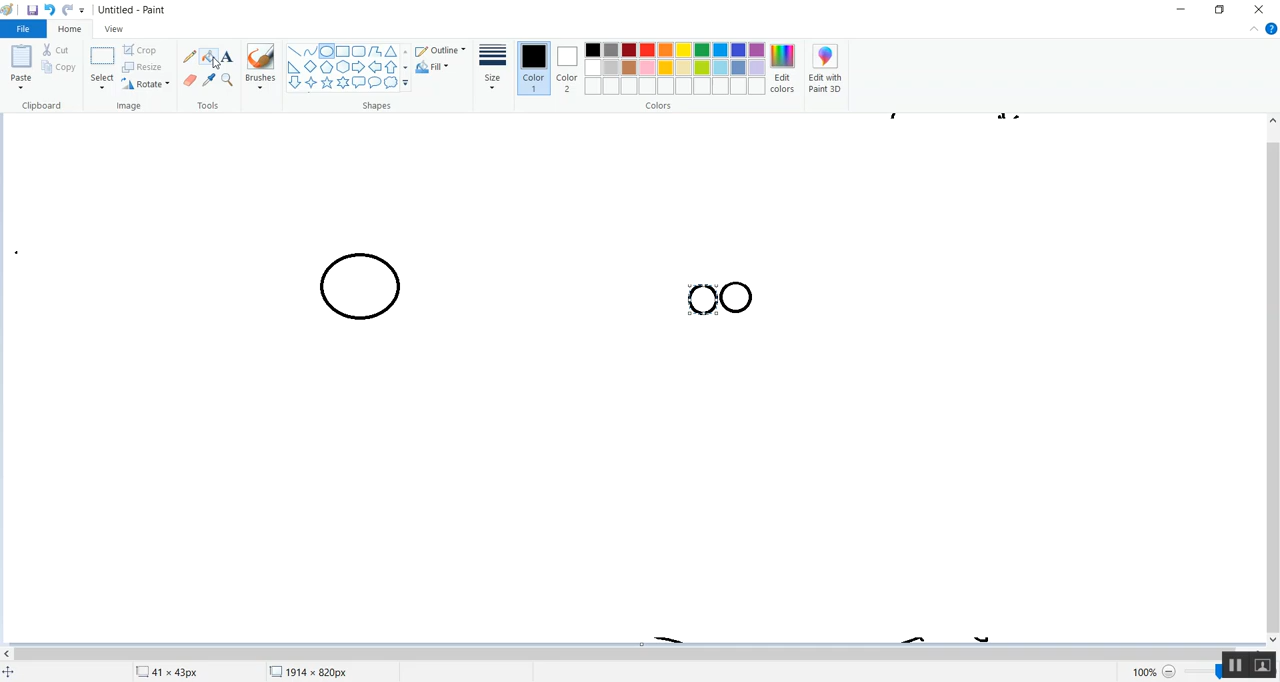 Untitled - Paint
File Home View
Paste
Cut
Copy
Clipboard
Select
Crop
Resize
Rotate
Image
Tools
Brushes
Shapes
Outline
Fill
Size
Color 1
Color 2
Edit colors
Colors
Edit with Paint 3D
41 × 43px
1914 × 820px
100%